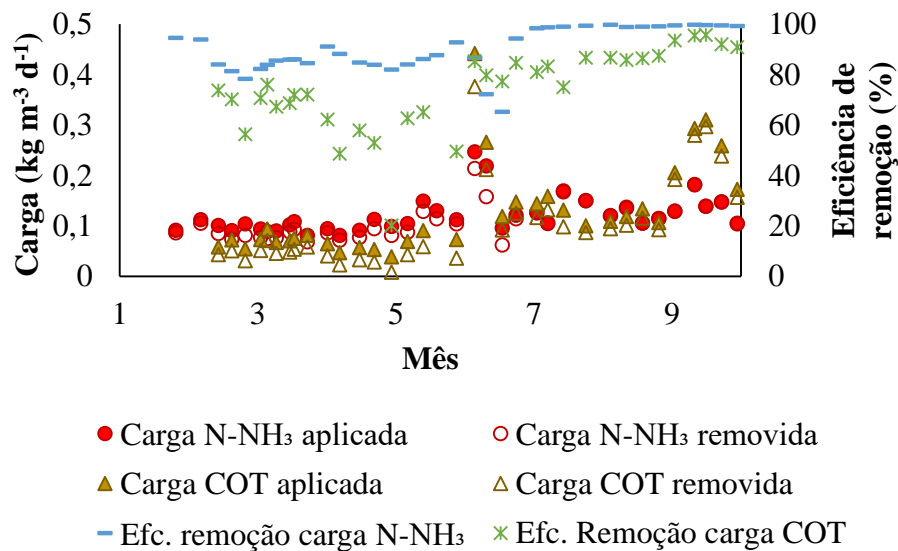 0,5
0,4
0,3
0,2
0,1
0
Carga (kg m⁻³ d⁻¹)
100
80
60
40
20
0
Eficiência de
remoção (%)
1 3 5 7 9
Mês
Carga N-NH₃ aplicada
Carga N-NH₃ removida
Carga COT aplicada
Carga COT removida
Efc. remoção carga N-NH₃
Efc. Remoção carga COT